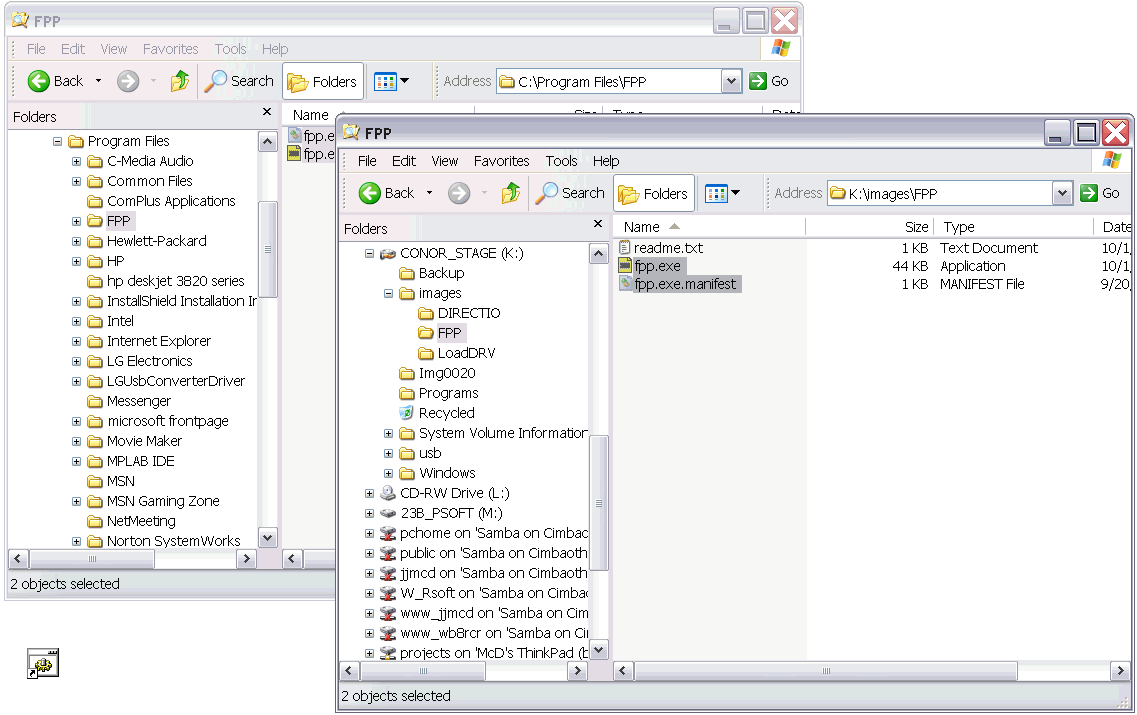 FPP
File Edit View Favorites Tools Help
Back Search Folders Address C:\Program Files\FPP Go
Folders
Name Size Type Date
Program Files
C-Media Audio
Common Files
ComPlus Applications
FPP
Hewlett-Packard
HP
hp deskjet 3820 series
InstallShield Installation Ir
Intel
Internet Explorer
LG Electronics
LGUsbConverterDriver
Messenger
microsoft frontpage
Movie Maker
MPLAB IDE
MSN
MSN Gaming Zone
NetMeeting
Norton SystemWorks
fpp.e
fpp.e
2 objects selected
FPP
File Edit View Favorites Tools Help
Back Search Folders Address K:\images\FPP Go
Folders
CONOR_STAGE (K:)
Backup
images
DIRECTIO
FPP
LoadDRV
Img0020
Programs
Recycled
System Volume Information
usb
Windows
CD-RW Drive (L:)
23B_PSOFT (M:)
pchome on 'Samba on Cimbao
public on 'Samba on Cimbaoth
jjmcd on 'Samba on Cimbaoth
W_Rsoft on 'Samba on Cimbac
www_jjmcd on 'Samba on Cim
www_wb8rcr on 'Samba on Ci
projects on 'McD's ThinkPad (b
Name Size Type Date
readme.txt 1 KB Text Document 10/1,
fpp.exe 44 KB Application 10/1,
fpp.exe.manifest 1 KB MANIFEST File 9/20,
2 objects selected